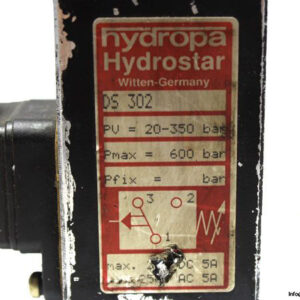 hydropa
Hydrostar
Witten-Germany
DS 302
PV = 20-350 bar
Pmax = 600 bar
Pfix = bar
3 2
1
max. DC 5A
AC 5A